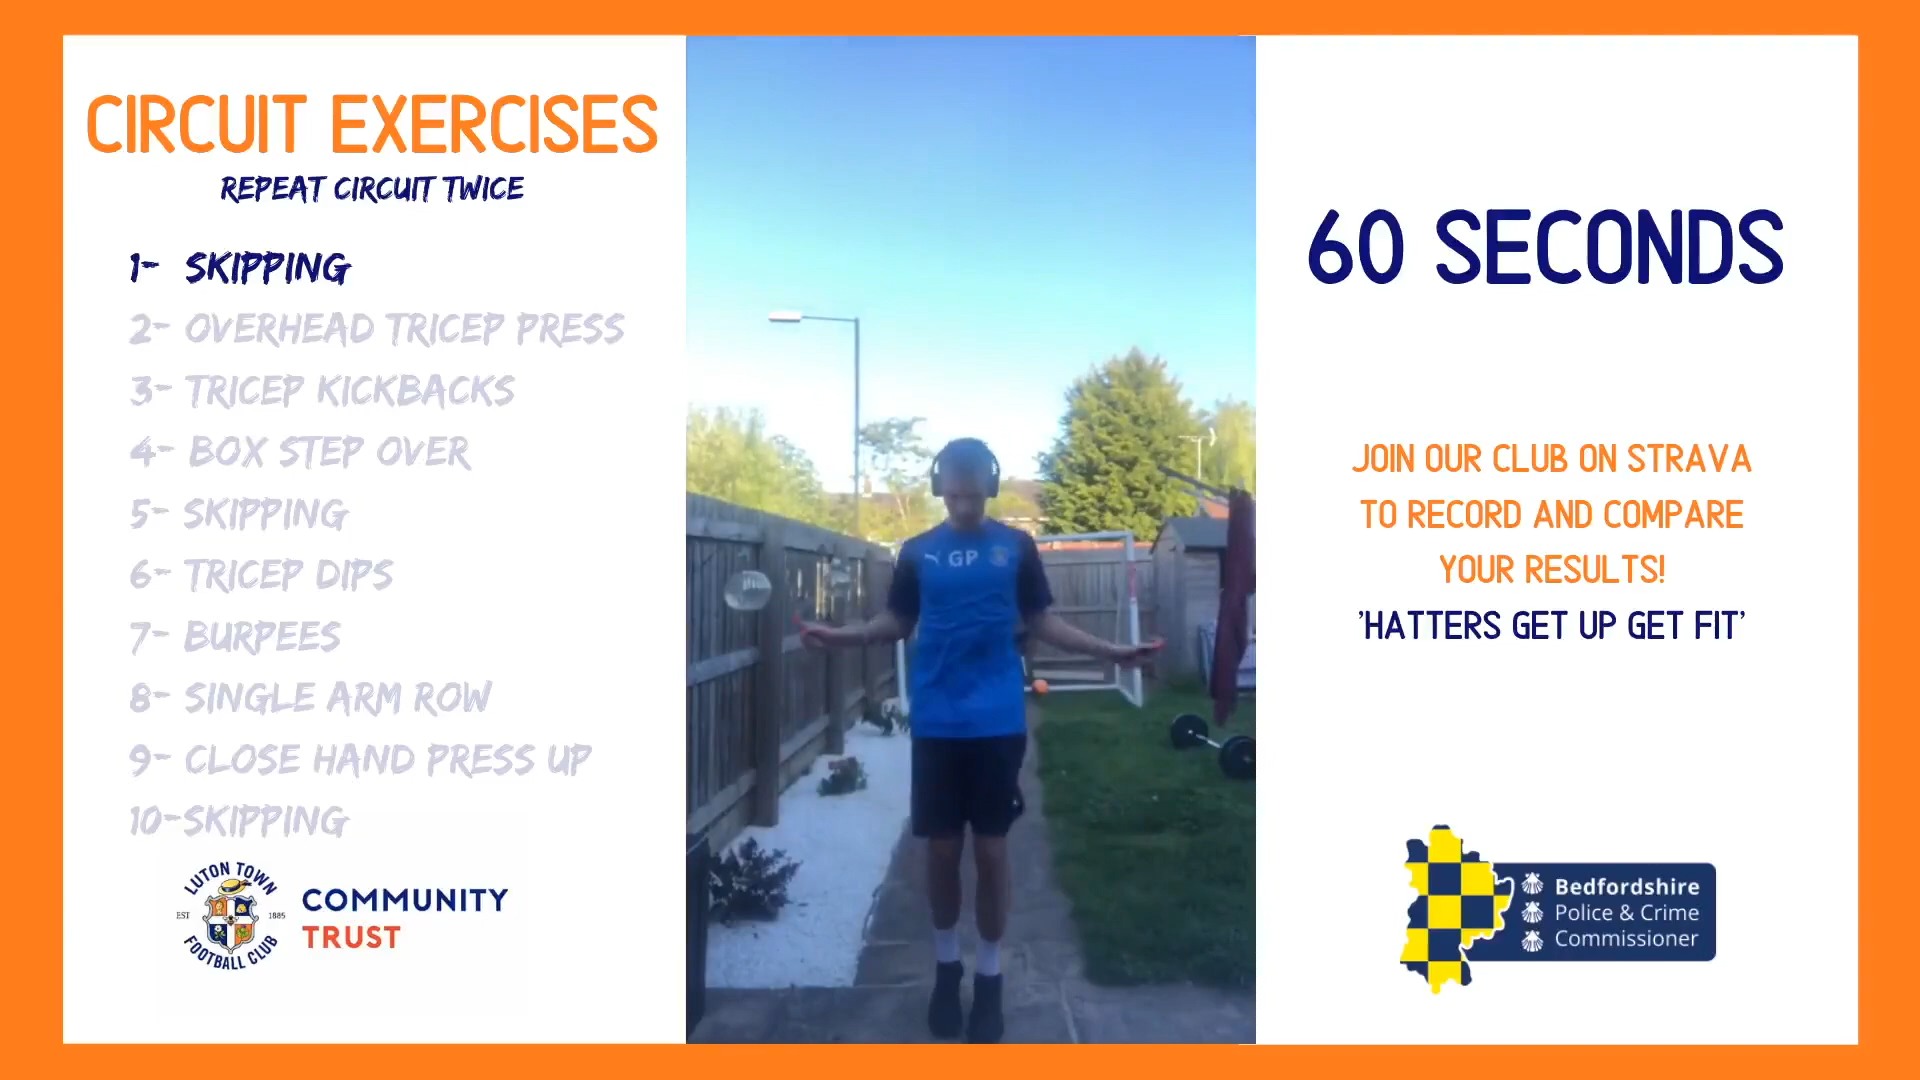 CIRCUIT EXERCISES
REPEAT CIRCUIT TWICE
1- SKIPPING
2- OVERHEAD TRICEP PRESS
3- TRICEP KICKBACKS
4- BOX STEP OVER
5- SKIPPING
6- TRICEP DIPS
7- BURPEES
8- SINGLE ARM ROW
9- CLOSE HAND PRESS UP
10-SKIPPING
LUTON TOWN
EST 1885
FOOTBALL CLUB
COMMUNITY
TRUST
GP
60 SECONDS
JOIN OUR CLUB ON STRAVA
TO RECORD AND COMPARE
YOUR RESULTS!
'HATTERS GET UP GET FIT'
Bedfordshire
Police & Crime
Commissioner